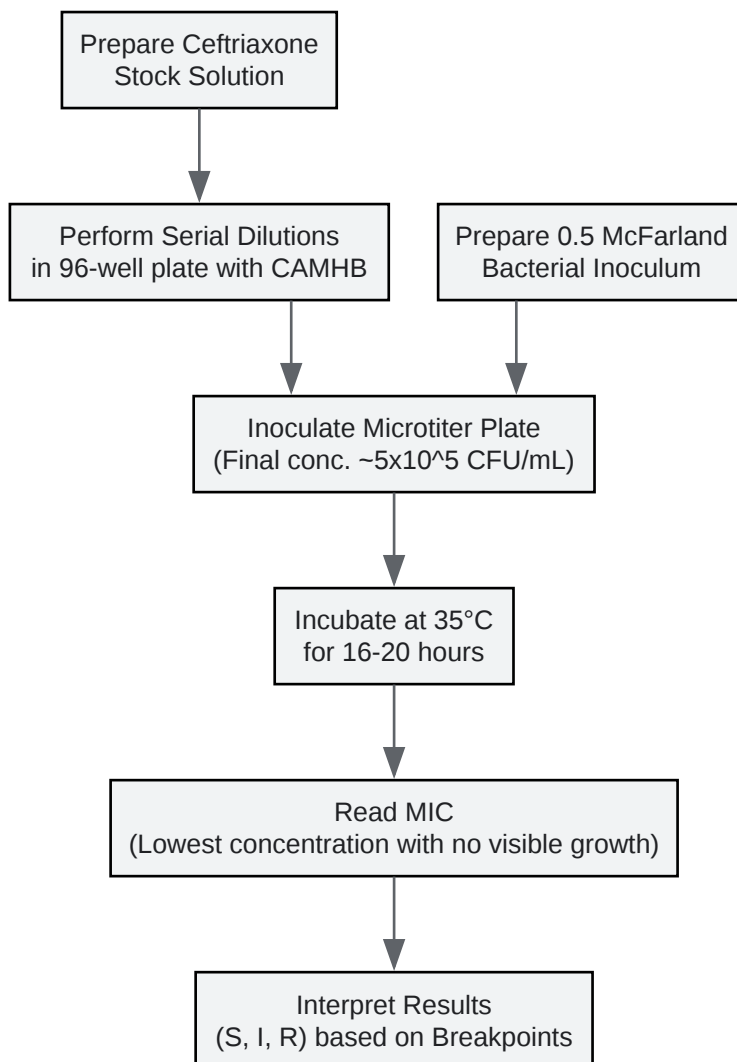 Prepare Ceftriaxone
Stock Solution
Perform Serial Dilutions
in 96-well plate with CAMHB
Prepare 0.5 McFarland
Bacterial Inoculum
Inoculate Microtiter Plate
(Final conc. ~5x10^5 CFU/mL)
Incubate at 35°C
for 16-20 hours
Read MIC
(Lowest concentration with no visible growth)
Interpret Results
(S, I, R) based on Breakpoints